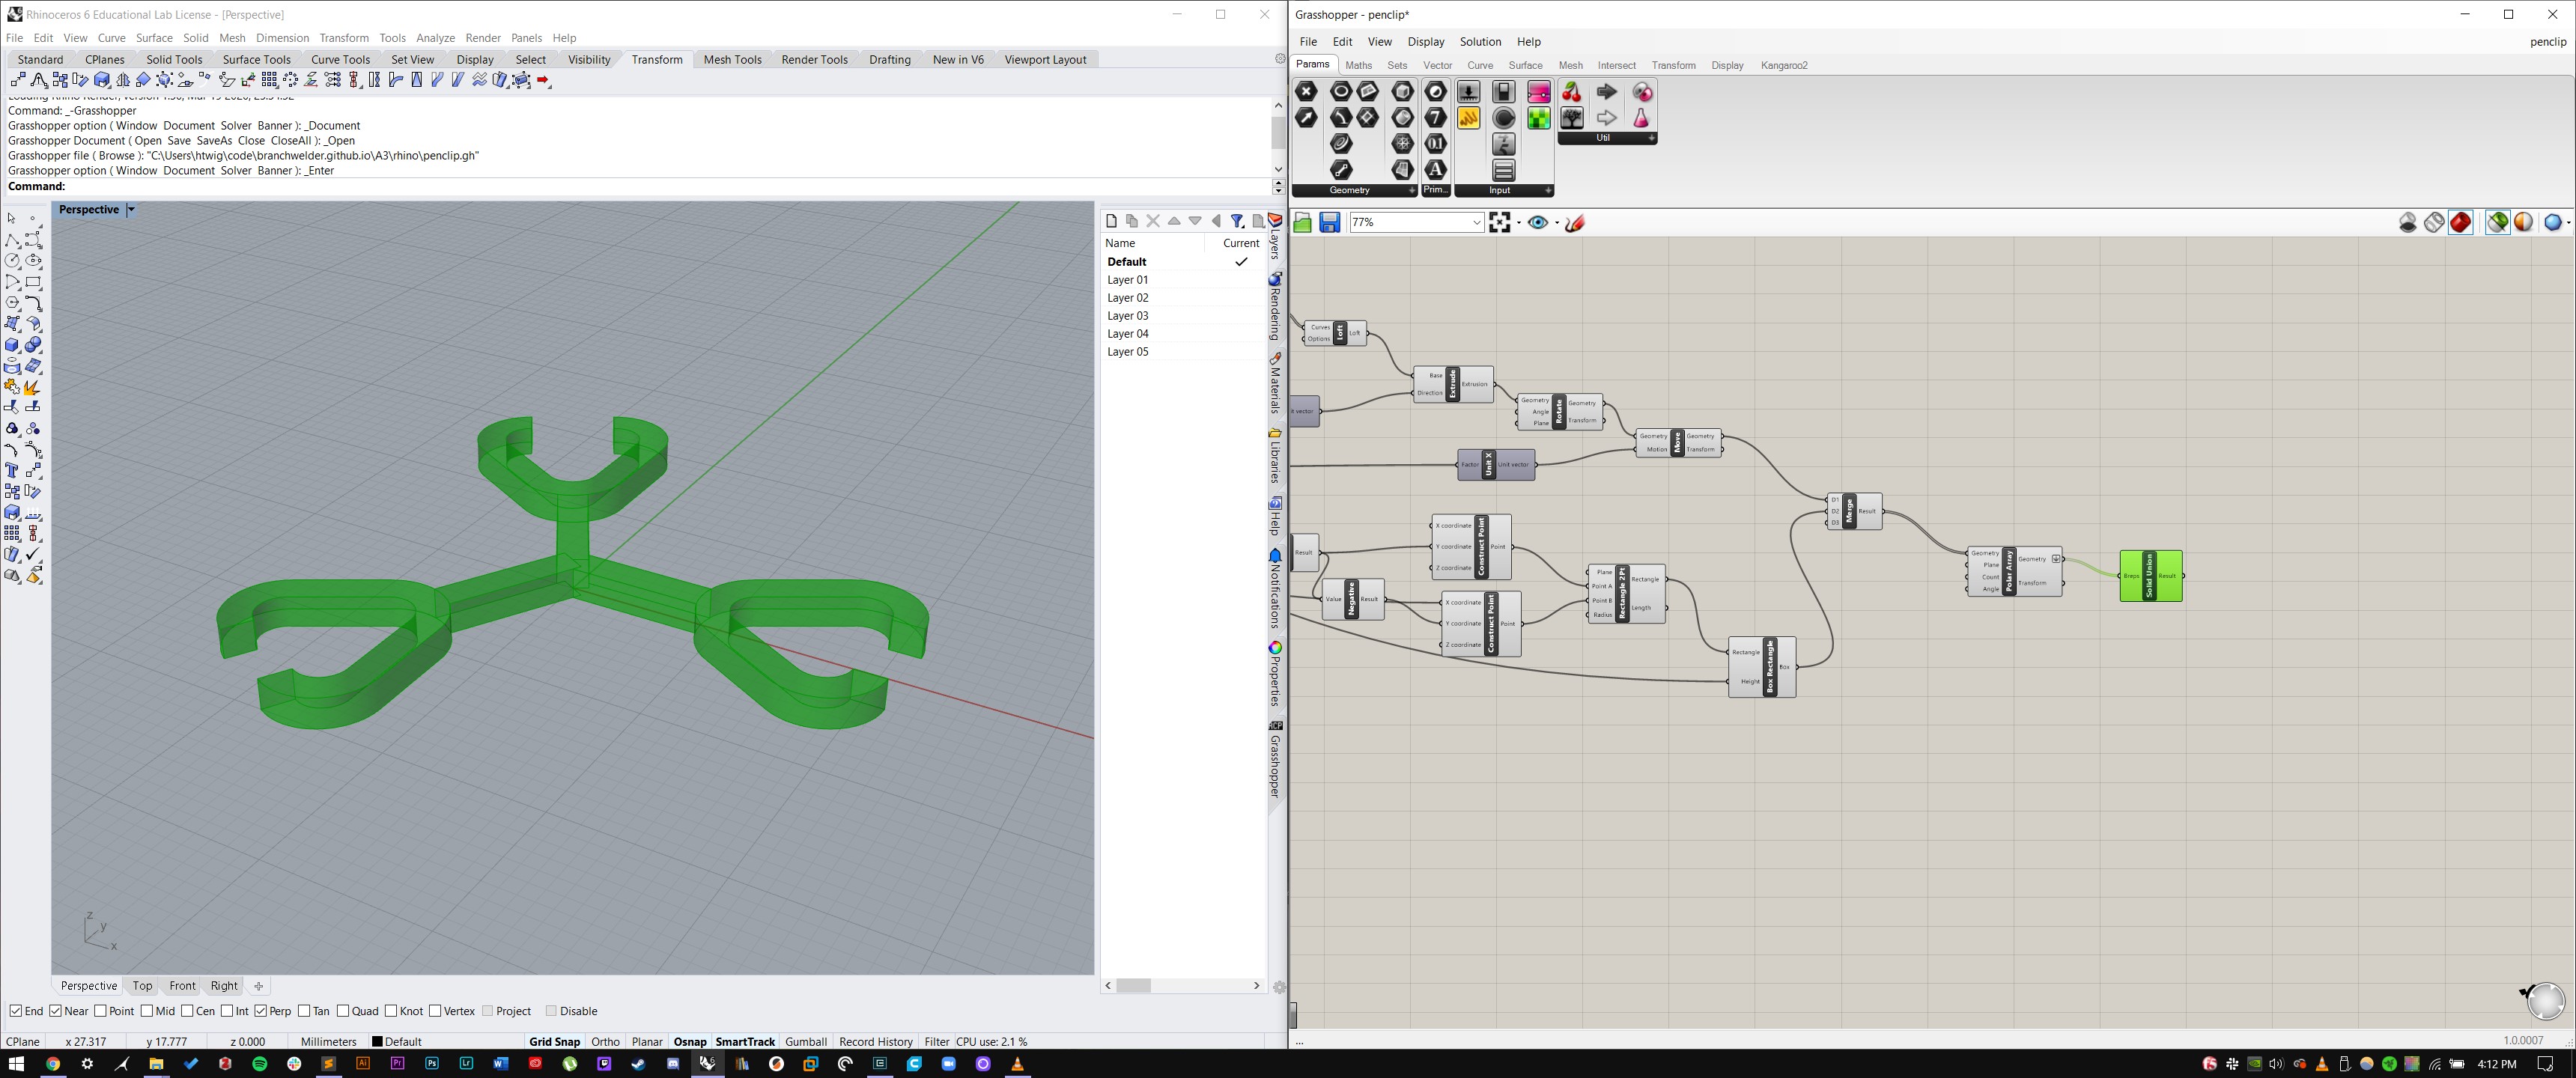 Rhinoceros 6 Educational Lab License - [Perspective]
File Edit View Curve Surface Solid Mesh Dimension Transform Tools Analyze Render Panels Help
Standard CPlanes Solid Tools Surface Tools Curve Tools Set View Display Select Visibility Transform Mesh Tools Render Tools Drafting New in V6 Viewport Layout
Command: _-Grasshopper
Grasshopper option ( Window Document Solver Banner ): _Document
Grasshopper Document ( Open Save SaveAs Close CloseAll ): _Open
Grasshopper file ( Browse ): "C:\Users\htwig\code\branchwelder.github.io\A3\rhino\penclip.gh"
Grasshopper option ( Window Document Solver Banner ): _Enter
Command:
Perspective
z
y
x
Perspective Top Front Right
End Near Point Mid Cen Int Perp Tan Quad Knot Vertex Project Disable
CPlane x 27.317 y 17.777 z 0.000 Millimeters Default Grid Snap Ortho Planar Osnap SmartTrack Gumball Record History Filter CPU use: 2.1 %
Name Current
Default
Layer 01
Layer 02
Layer 03
Layer 04
Layer 05
Layers
Rendering
Materials
Libraries
Help
Notifications
Properties
Grasshopper
Grasshopper - penclip*
File Edit View Display Solution Help
penclip
Params Maths Sets Vector Curve Surface Mesh Intersect Transform Display Kangaroo2
Geometry
Prim...
Input
Util
77%
Curves
Options
Loft
Loft
Base
Direction
Extrude
Extrusion
Geometry
Angle
Plane
Rotate
Geometry
Transform
Geometry
Motion
Move
Geometry
Transform
Factor
Unit X
Unit vector
X coordinate
Y coordinate
Z coordinate
Construct Point
Point
Result
Value
Negative
Result
X coordinate
Y coordinate
Z coordinate
Construct Point
Point
Plane
Point A
Point B
Radius
Rectangle 2Pt
Rectangle
Length
Rectangle
Height
Box Rectangle
Box
D1
D2
D3
Merge
Result
Geometry
Plane
Count
Angle
Polar Array
Geometry
Transform
Breps
Solid Union
Result
...
1.0.0007
4:12 PM